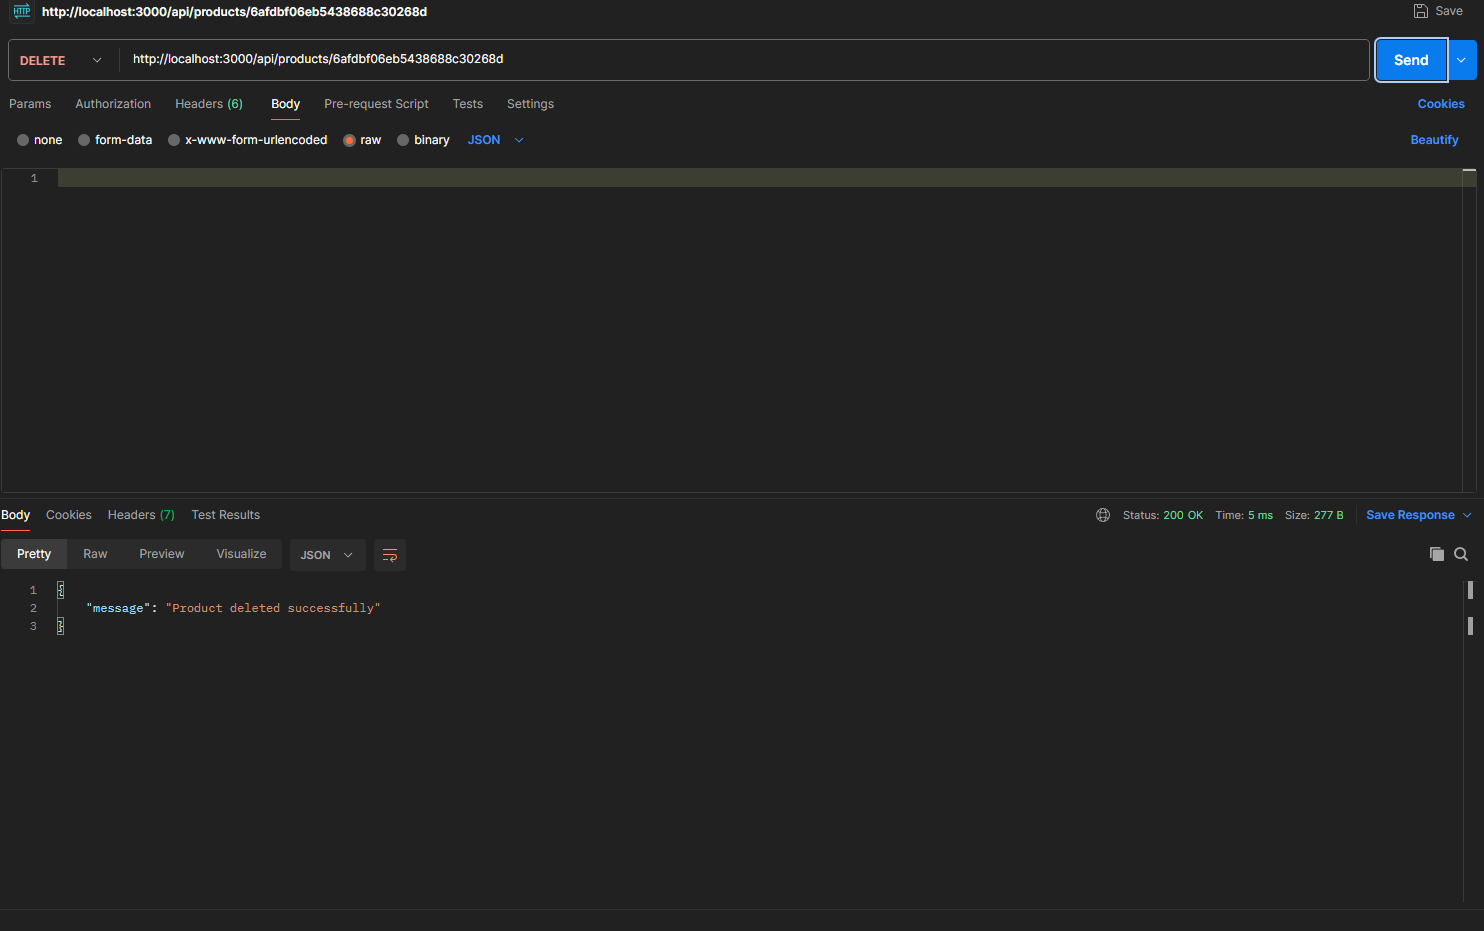 HTTP http://localhost:3000/api/products/6afdbf06eb5438688c30268d Save
DELETE http://localhost:3000/api/products/6afdbf06eb5438688c30268d Send
Params Authorization Headers (6) Body Pre-request Script Tests Settings Cookies
none form-data x-www-form-urlencoded raw binary JSON Beautify
1
Body Cookies Headers (7) Test Results Status: 200 OK Time: 5 ms Size: 277 B Save Response
Pretty Raw Preview Visualize JSON
1 {
2 "message": "Product deleted successfully"
3 }